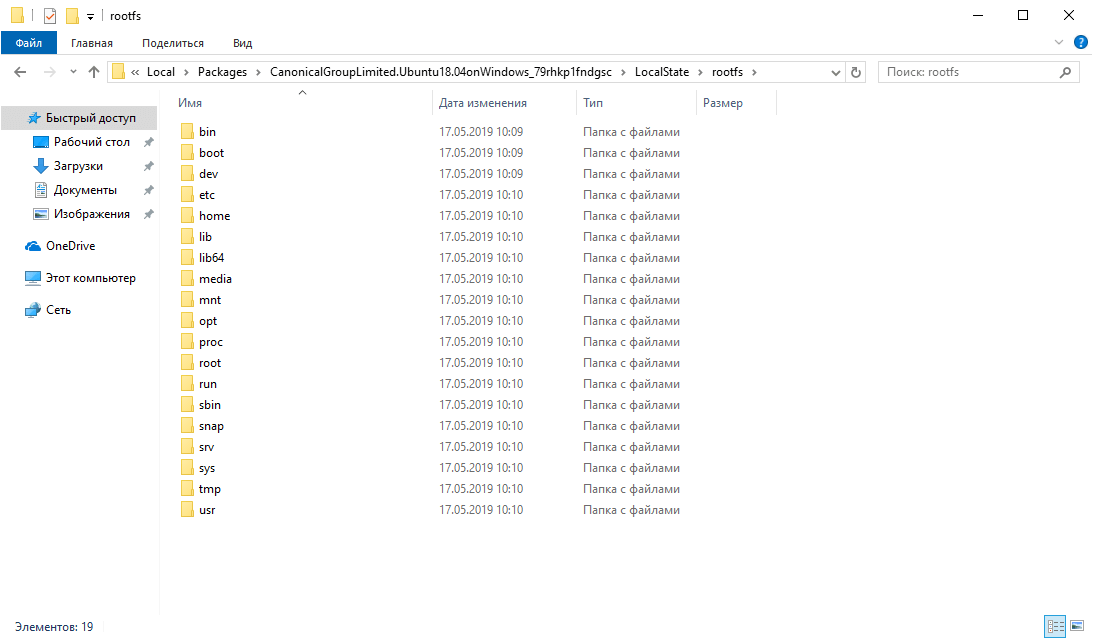 rootfs
Файл Главная Поделиться Вид
« Local Packages CanonicalGroupLimited.Ubuntu18.04onWindows_79rhkp1fndgsc LocalState rootfs Поиск: rootfs
Имя Дата изменения Тип Размер
Быстрый доступ
Рабочий стол
Загрузки
Документы
Изображения
OneDrive
Этот компьютер
Сеть
bin 17.05.2019 10:09 Папка с файлами
boot 17.05.2019 10:09 Папка с файлами
dev 17.05.2019 10:09 Папка с файлами
etc 17.05.2019 10:10 Папка с файлами
home 17.05.2019 10:10 Папка с файлами
lib 17.05.2019 10:10 Папка с файлами
lib64 17.05.2019 10:10 Папка с файлами
media 17.05.2019 10:10 Папка с файлами
mnt 17.05.2019 10:10 Папка с файлами
opt 17.05.2019 10:10 Папка с файлами
proc 17.05.2019 10:10 Папка с файлами
root 17.05.2019 10:10 Папка с файлами
run 17.05.2019 10:10 Папка с файлами
sbin 17.05.2019 10:10 Папка с файлами
snap 17.05.2019 10:10 Папка с файлами
srv 17.05.2019 10:10 Папка с файлами
sys 17.05.2019 10:10 Папка с файлами
tmp 17.05.2019 10:10 Папка с файлами
usr 17.05.2019 10:10 Папка с файлами
Элементов: 19